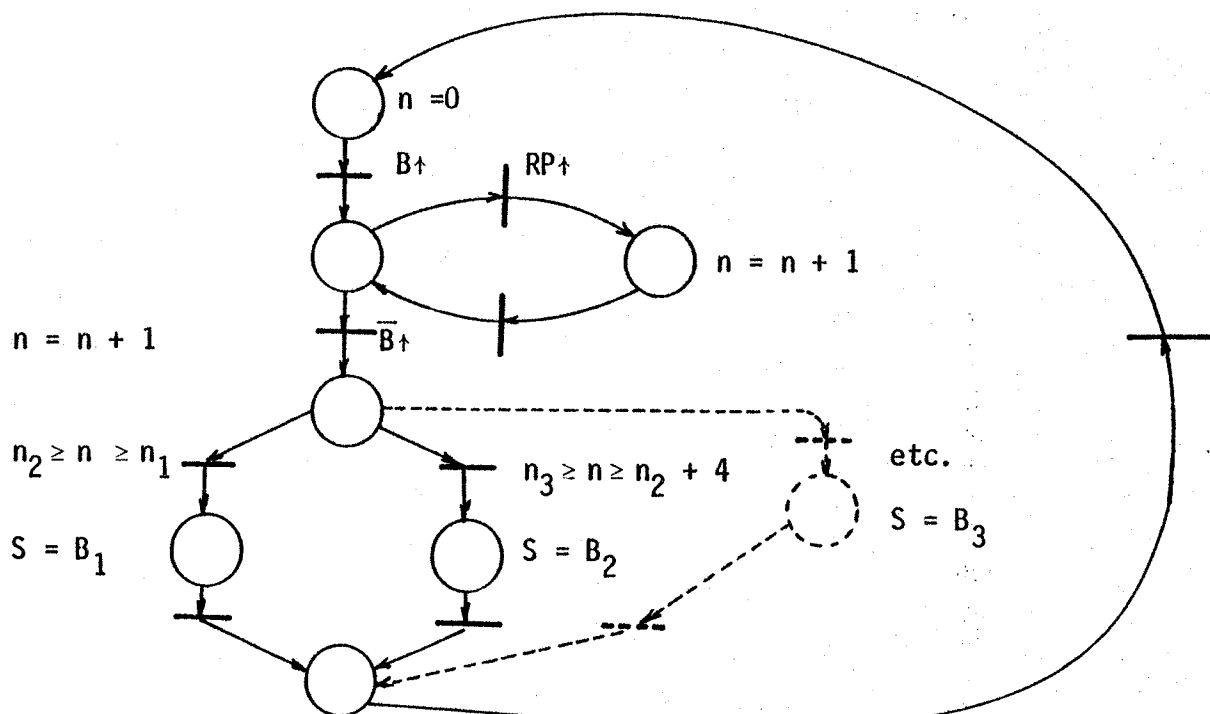 n =0
B↑
RP↑
n = n + 1
n = n + 1
B̅↑
n₂ ≥ n ≥ n₁
n₃ ≥ n ≥ n₂ + 4
etc.
S = B₁
S = B₂
S = B₃